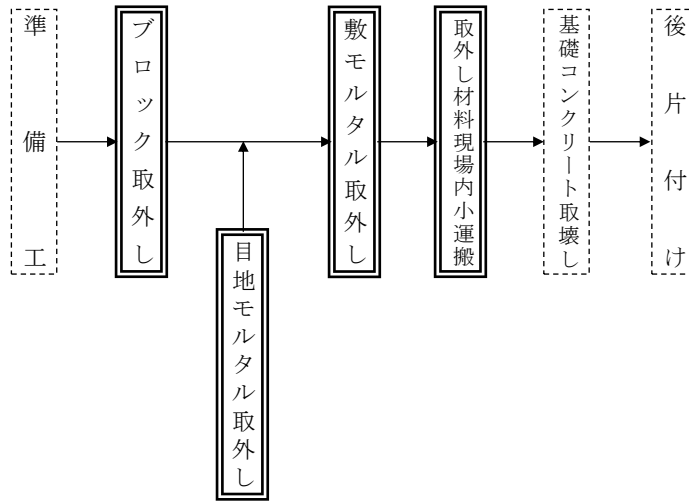 準備工
ブロック取外し
目地モルタル取外し
敷モルタル取外し
取外し材料現場内小運搬
基礎コンクリート取壊し
後片付け